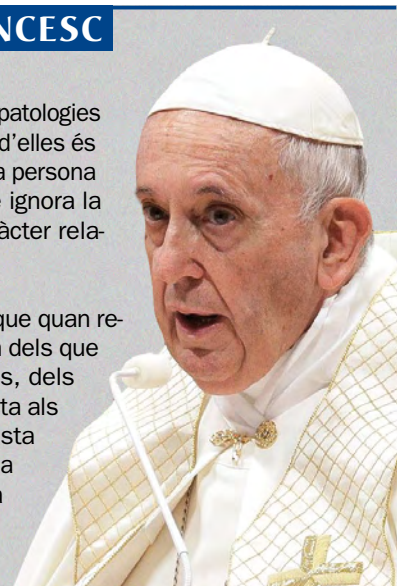 NCESC
patologies
d'elles és
a persona
ignora la
àcter rela-
que quan re-
dels que
s, dels
ta als
sta
a